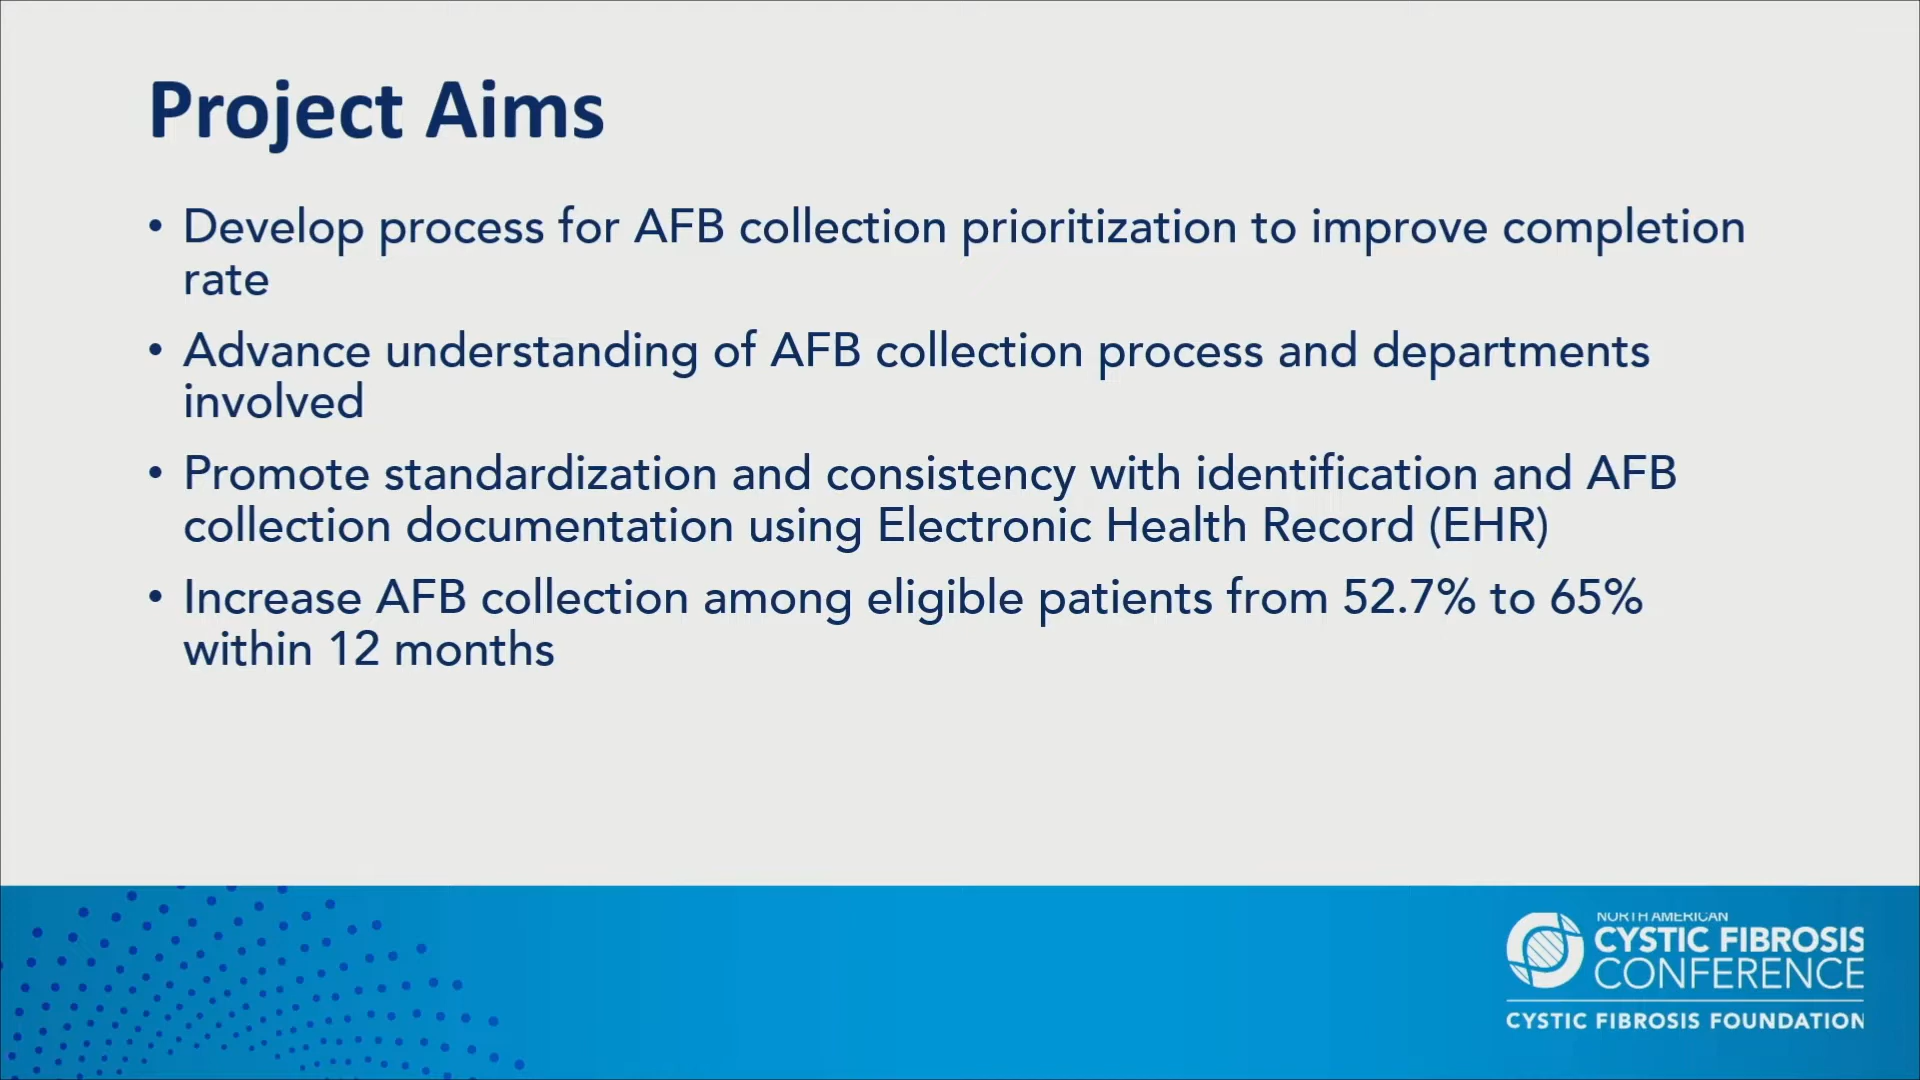 Project Aims
• Develop process for AFB collection prioritization to improve completion
rate
• Advance understanding of AFB collection process and departments
involved
• Promote standardization and consistency with identification and AFB
collection documentation using Electronic Health Record (EHR)
• Increase AFB collection among eligible patients from 52.7% to 65%
within 12 months
NORTH AMERICAN
CYSTIC FIBROSIS
CONFERENCE
CYSTIC FIBROSIS FOUNDATION